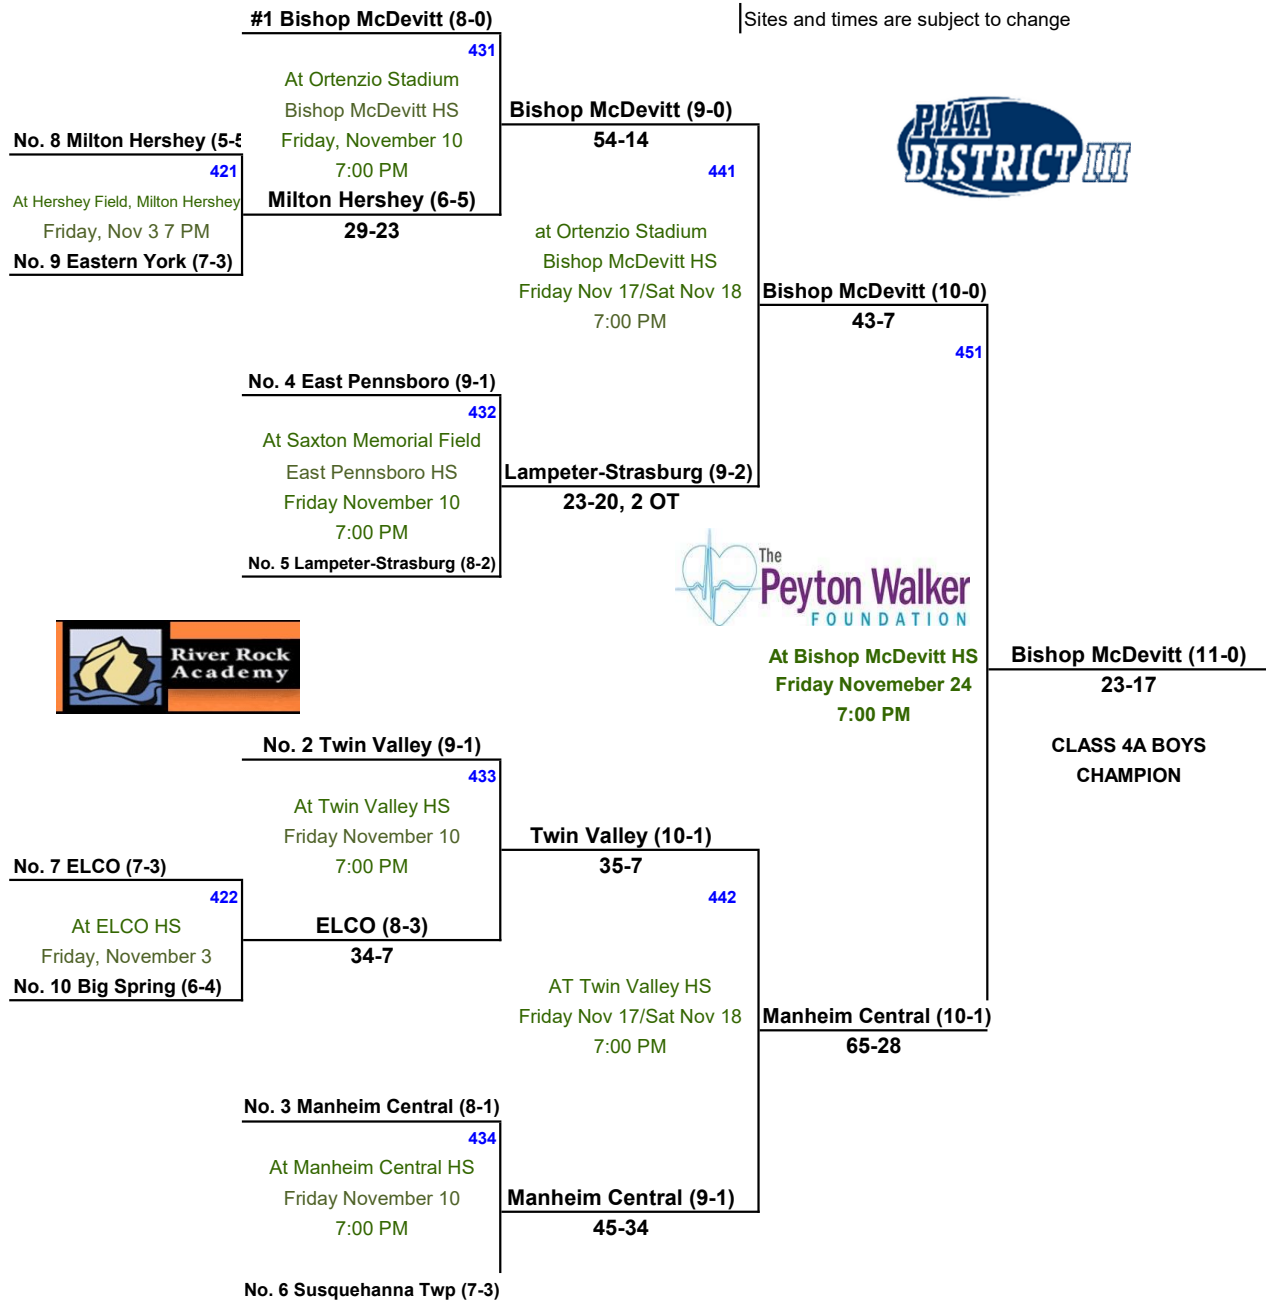 #1 Bishop McDevitt (8-0)
Sites and times are subject to change
431
At Ortenzio Stadium
Bishop McDevitt HS
Friday, November 10
7:00 PM
Bishop McDevitt (9-0)
54-14
PIAA
DISTRICT III
No. 8 Milton Hershey (5-5
421
At Hershey Field, Milton Hershey
Friday, Nov 3 7 PM
No. 9 Eastern York (7-3)
Milton Hershey (6-5)
29-23
441
at Ortenzio Stadium
Bishop McDevitt HS
Friday Nov 17/Sat Nov 18
7:00 PM
Bishop McDevitt (10-0)
43-7
451
No. 4 East Pennsboro (9-1)
432
At Saxton Memorial Field
East Pennsboro HS
Friday November 10
7:00 PM
No. 5 Lampeter-Strasburg (8-2)
Lampeter-Strasburg (9-2)
23-20, 2 OT
The
Peyton Walker
FOUNDATION
River Rock
Academy
At Bishop McDevitt HS
Friday Novemeber 24
7:00 PM
Bishop McDevitt (11-0)
23-17
CLASS 4A BOYS
CHAMPION
No. 2 Twin Valley (9-1)
433
At Twin Valley HS
Friday November 10
7:00 PM
Twin Valley (10-1)
35-7
No. 7 ELCO (7-3)
422
At ELCO HS
Friday, November 3
No. 10 Big Spring (6-4)
ELCO (8-3)
34-7
442
AT Twin Valley HS
Friday Nov 17/Sat Nov 18
7:00 PM
Manheim Central (10-1)
65-28
No. 3 Manheim Central (8-1)
434
At Manheim Central HS
Friday November 10
7:00 PM
Manheim Central (9-1)
45-34
No. 6 Susquehanna Twp (7-3)